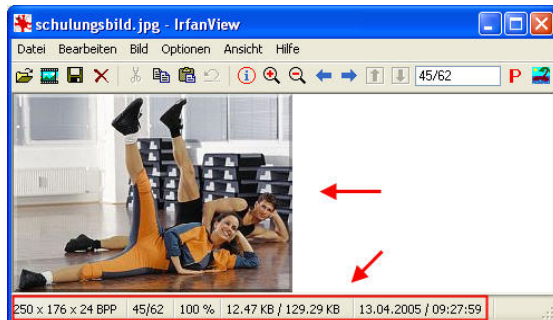 schulungsbild.jpg - IrfanView
Datei Bearbeiten Bild Optionen Ansicht Hilfe
45/62 P
250 x 176 x 24 BPP 45/62 100 % 12.47 KB / 129.29 KB 13.04.2005 / 09:27:59